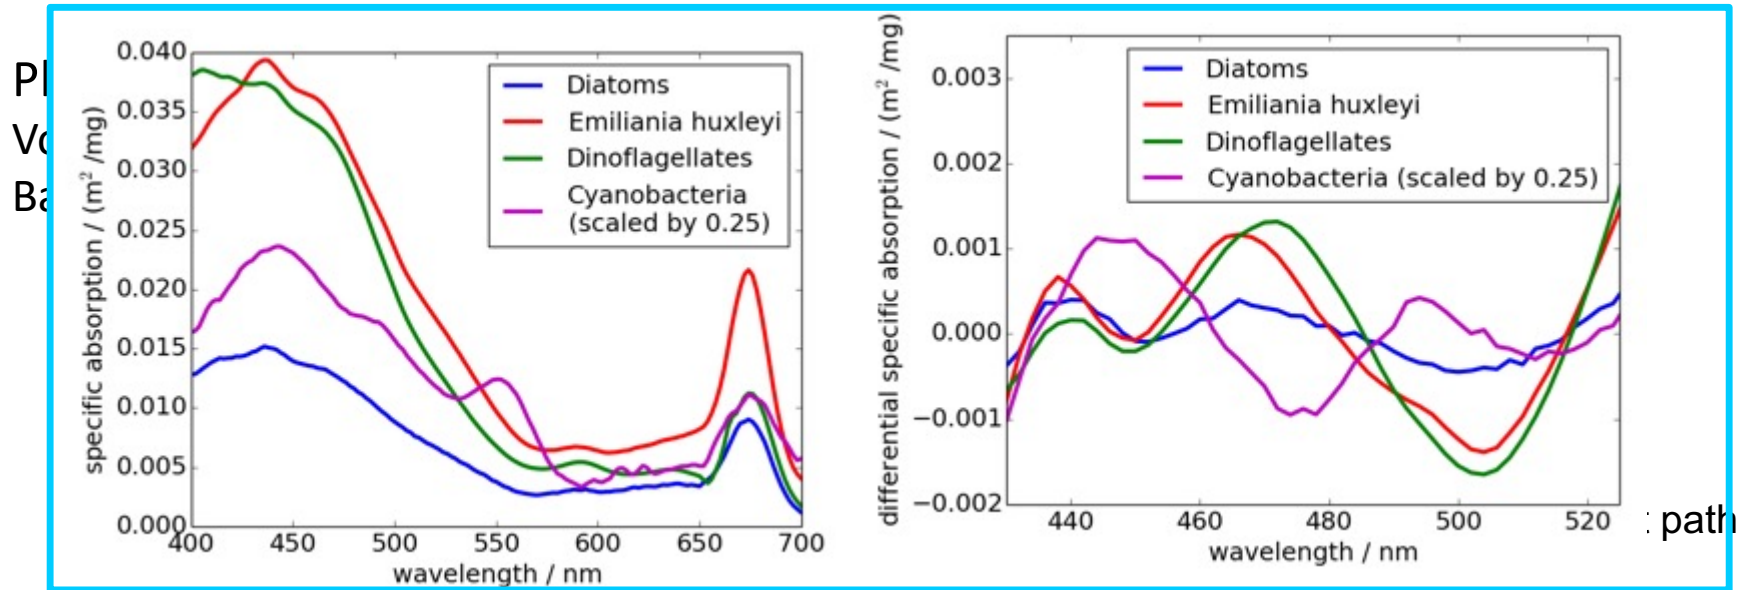 0.040
0.035
0.030
0.025
0.020
0.015
0.010
0.005
0.000
specific absorption / (m² /mg)
400 450 500 550 600 650 700
wavelength / nm
Diatoms
Emiliania huxleyi
Dinoflagellates
Cyanobacteria
(scaled by 0.25)
0.003
0.002
0.001
0.000
−0.001
−0.002
differential specific absorption / (m² /mg)
440 460 480 500 520
wavelength / nm
Diatoms
Emiliania huxleyi
Dinoflagellates
Cyanobacteria (scaled by 0.25)
path